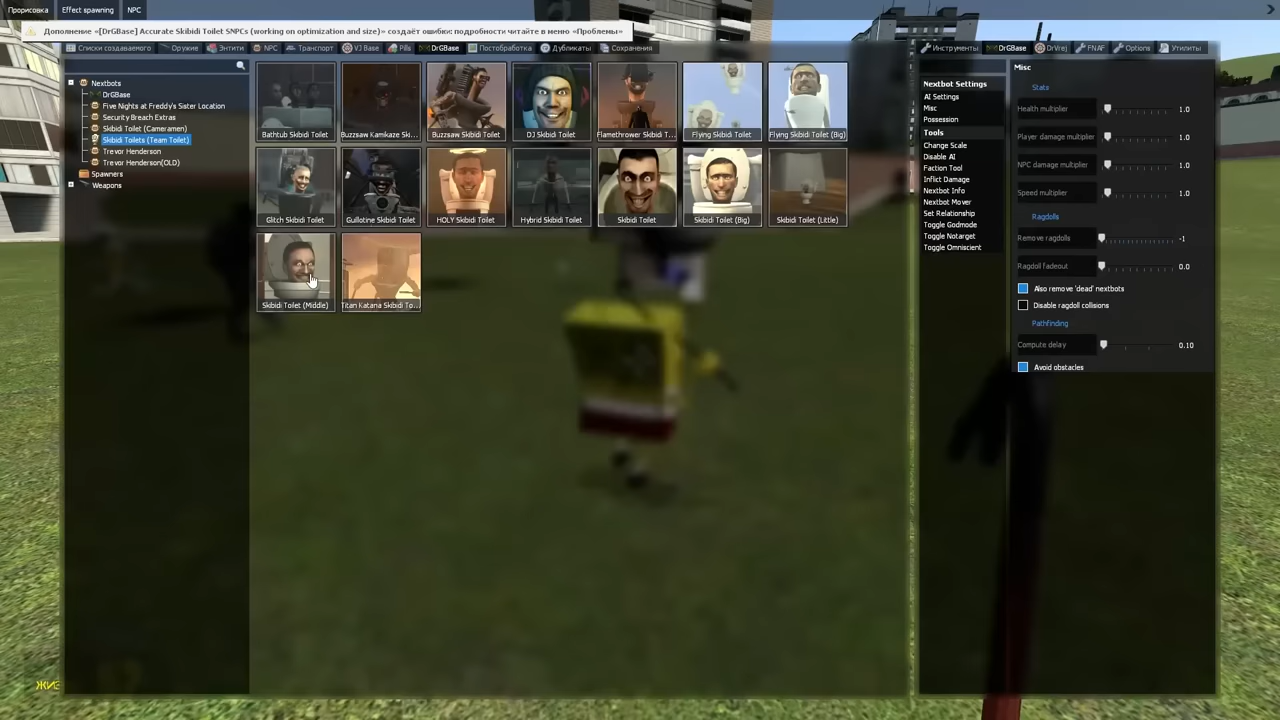 Прорисовка Effect spawning NPC
Дополнение «[DrGBase] Accurate Skibidi Toilet SNPCs (working on optimization and size)» создаёт ошибки: подробности читайте в меню «Проблемы»
Списки создаваемого Оружие Энтити NPC Транспорт VJ Base Pills DrGBase Постобработка Дубликаты Сохранения
Nextbots
DrGBase
Five Nights at Freddy's Sister Location
Security Breach Extras
Skibidi Toilet (Cameramen)
Skibidi Toilets (Team Toilet)
Trevor Henderson
Trevor Henderson(OLD)
Spawners
Weapons
Bathtub Skibidi Toilet
Buzzsaw Kamikaze Ski...
Buzzsaw Skibidi Toilet
DJ Skibidi Toilet
Flamethrower Skibidi T...
Flying Skibidi Toilet
Flying Skibidi Toilet (Big)
Glitch Skibidi Toilet
Guillotine Skibidi Toilet
HOLY Skibidi Toilet
Hybrid Skibidi Toilet
Skibidi Toilet
Skibidi Toilet (Big)
Skibidi Toilet (Little)
Skibidi Toilet (Middle)
Titan Katana Skibidi To...
Инструменты DrGBase DrVrej FNAF Options Утилиты
Nextbot Settings
AI Settings
Misc
Possession
Tools
Change Scale
Disable AI
Faction Tool
Inflict Damage
Nextbot Info
Nextbot Mover
Set Relationship
Toggle Godmode
Toggle Notarget
Toggle Omniscient
Misc
Stats
Health multiplier 1.0
Player damage multiplier 1.0
NPC damage multiplier 1.0
Speed multiplier 1.0
Ragdolls
Remove ragdolls -1
Ragdoll fadeout 0.0
Also remove 'dead' nextbots
Disable ragdoll collisions
Pathfinding
Compute delay 0.10
Avoid obstacles